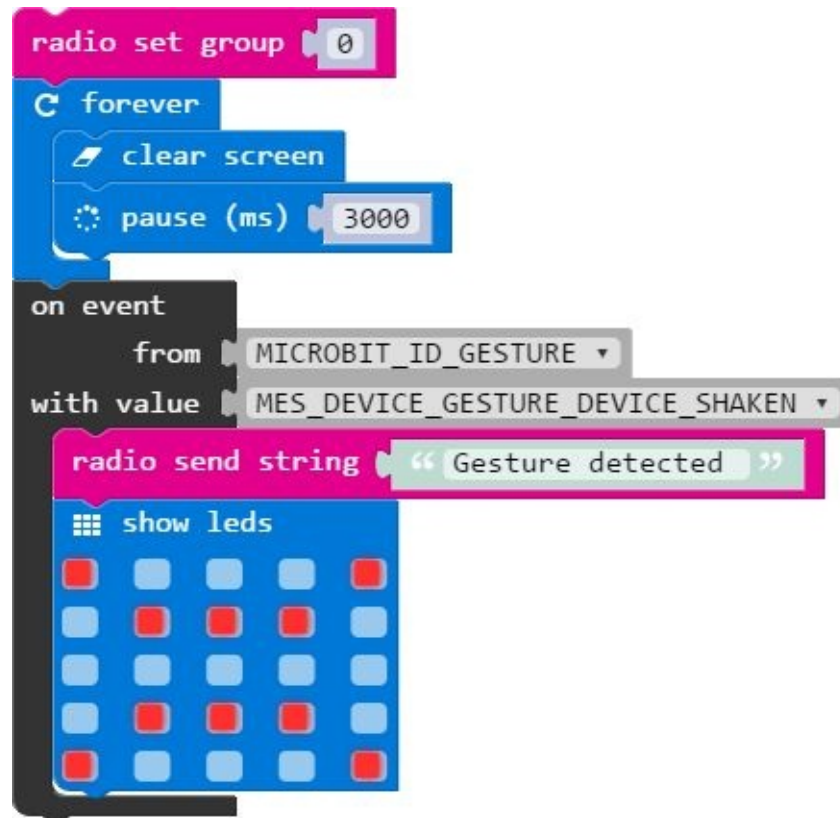 radio set group 0
forever
clear screen
pause (ms) 3000
on event
from MICROBIT_ID_GESTURE ▾
with value MES_DEVICE_GESTURE_DEVICE_SHAKEN ▾
radio send string “ Gesture detected ”
show leds